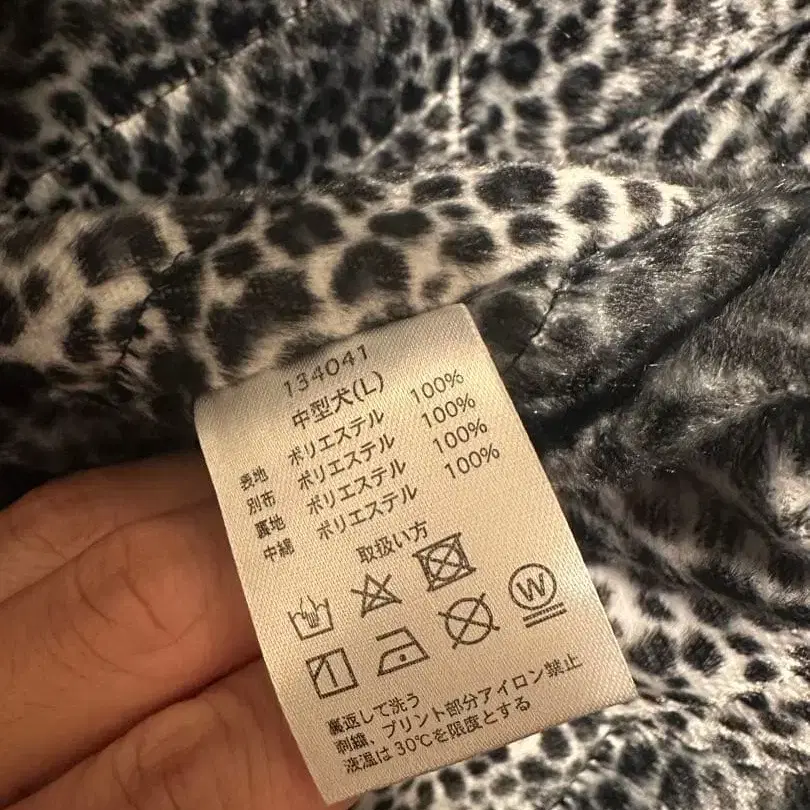 134041
中型犬(L)
表地 ポリエステル 100%
別布 ポリエステル 100%
裏地 ポリエステル 100%
中綿 ポリエステル 100%
取扱い方
W
裏返して洗う
刺繍、プリント部分アイロン禁止
液温は30℃を限度とする